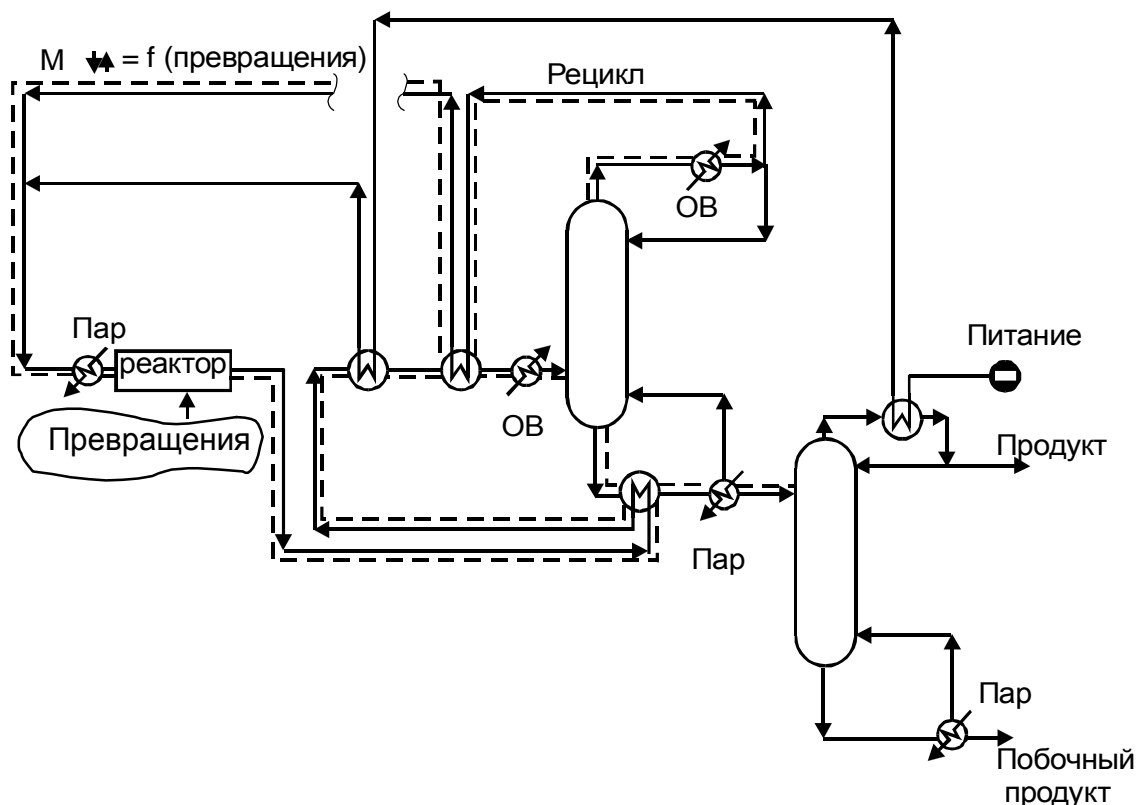 М = f (превращения)
Рецикл
ОВ
Пар
реактор
Превращения
ОВ
Питание
Продукт
Пар
Пар
Побочный
продукт